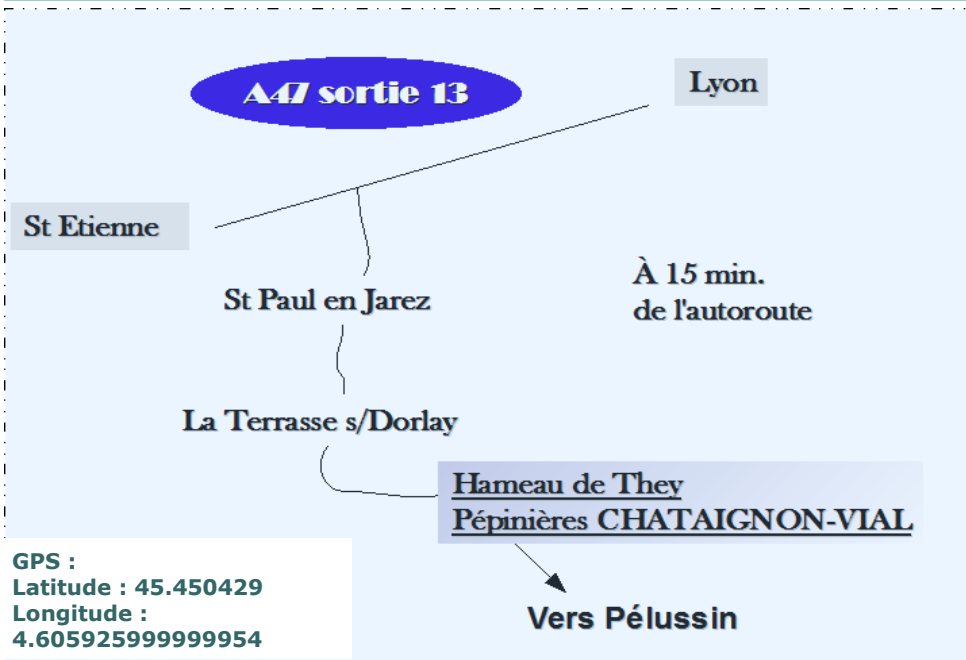 A47 sortie 13
Lyon
St Etienne
À 15 min.
de l'autoroute
St Paul en Jarez
La Terrasse s/Dorlay
Hameau de They
Pépinières CHATAIGNON-VIAL
GPS :
Latitude : 45.450429
Longitude :
4.605925999999954
Vers Pélussin